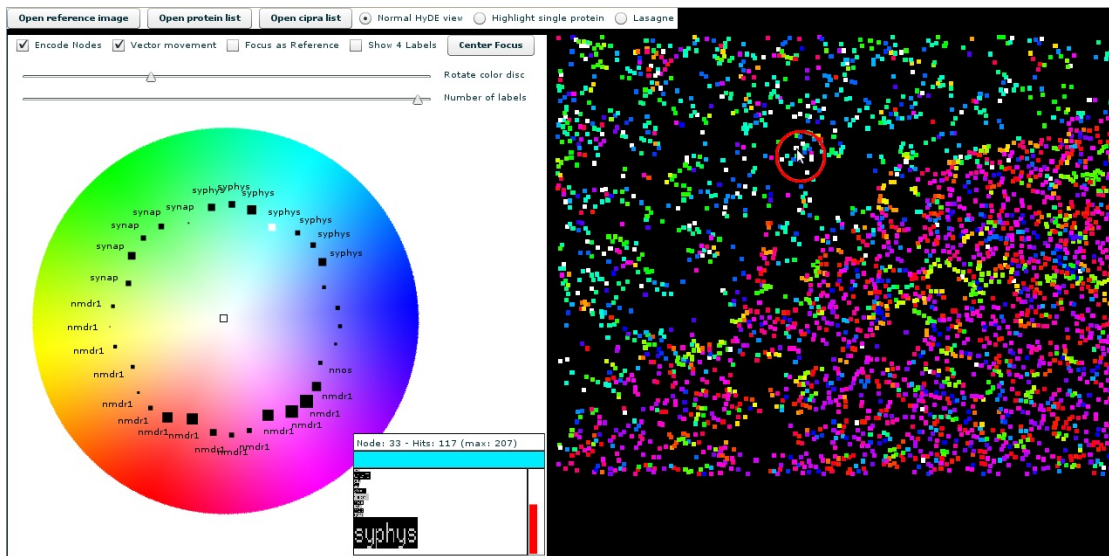 Open reference image Open protein list Open cipra list Normal HyDE view Highlight single protein Lasagne
Encode Nodes Vector movement Focus as Reference Show 4 Labels Center Focus
Rotate color disc
Number of labels
syphys syphys
syphys
synap synap syphys
syphys
synap syphys
synap syphys
synap
nmdr1
nmdr1
nmdr1
nmdr1 nnos
nmdr1 nmdr1
nmdr1 nmdr1
nmdr1 nmdr1
nmdr1 nmdr1
Node: 33 - Hits: 117 (max: 207)
syphys